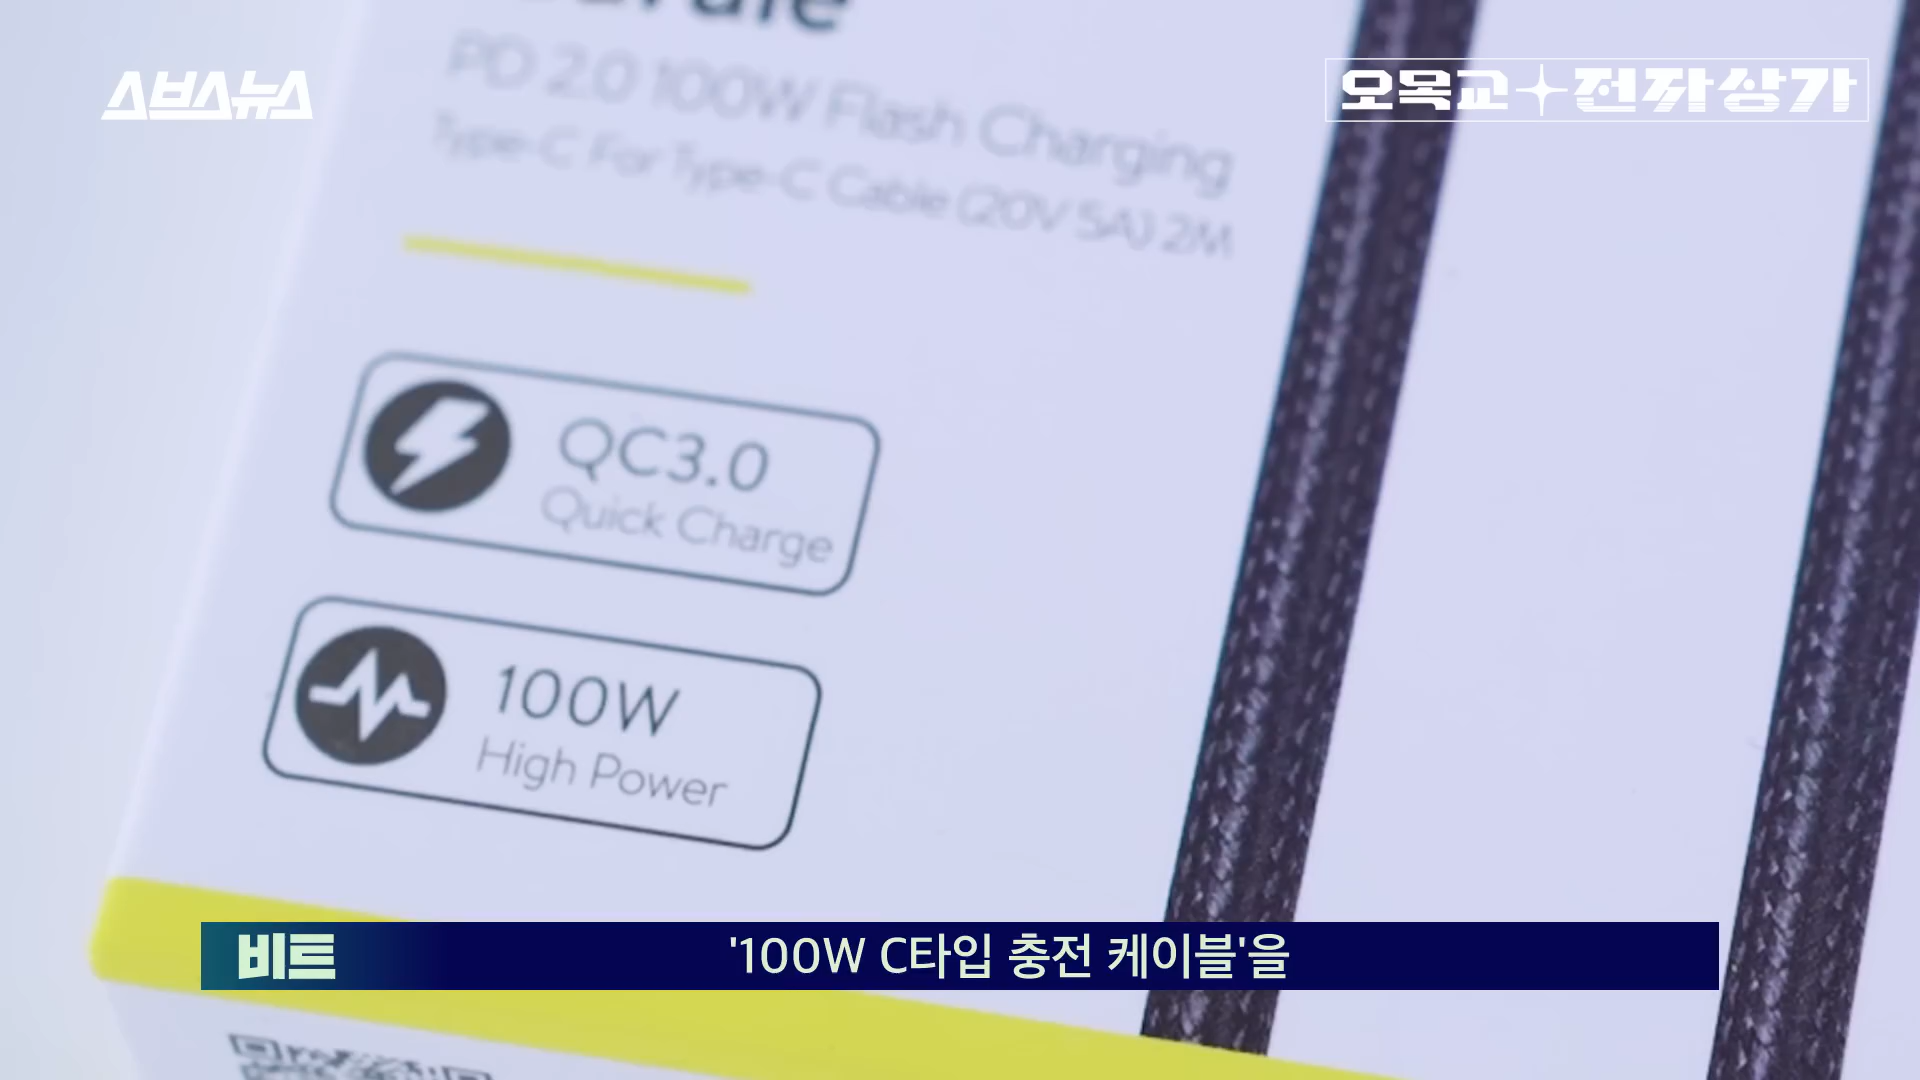 스브스뉴스
오목교 전자상가
PD 2.0 100W Flash Charging
Type-C For Type-C Cable (20V 5A) 2M
QC3.0
Quick Charge
100W
High Power
비트
'100W C타입 충전 케이블'을